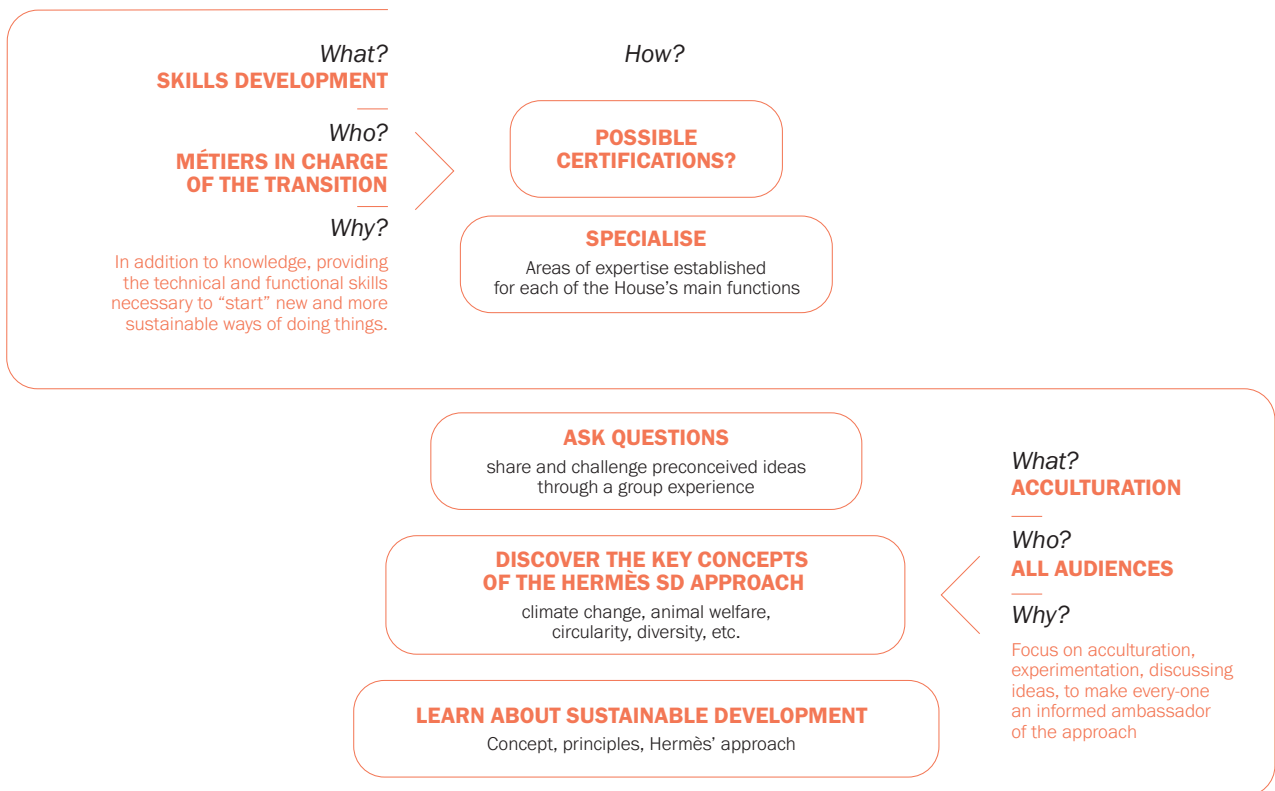 What?
SKILLS DEVELOPMENT
Who?
MÉTIERS IN CHARGE
OF THE TRANSITION
Why?
In addition to knowledge, providing
the technical and functional skills
necessary to “start” new and more
sustainable ways of doing things.
How?
POSSIBLE
CERTIFICATIONS?
SPECIALISE
Areas of expertise established
for each of the House’s main functions
ASK QUESTIONS
share and challenge preconceived ideas
through a group experience
DISCOVER THE KEY CONCEPTS
OF THE HERMÈS SD APPROACH
climate change, animal welfare,
circularity, diversity, etc.
LEARN ABOUT SUSTAINABLE DEVELOPMENT
Concept, principles, Hermès’ approach
What?
ACCULTURATION
Who?
ALL AUDIENCES
Why?
Focus on acculturation,
experimentation, discussing
ideas, to make every-one
an informed ambassador
of the approach